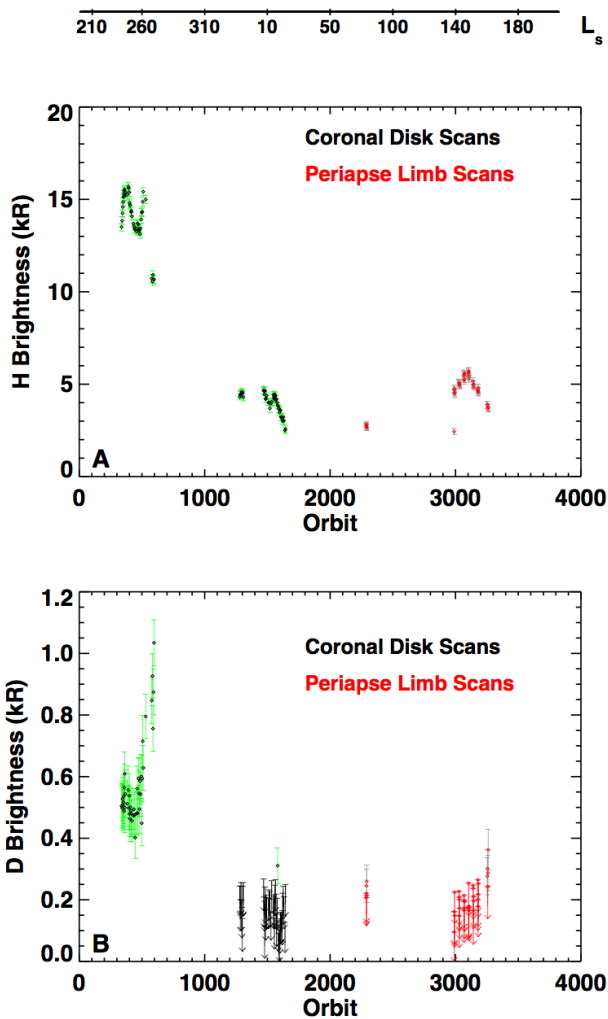 210 260 310 10 50 100 140 180 Ls
20
15
10
5
0
H Brightness (kR)
Coronal Disk Scans
Periapse Limb Scans
A
0 1000 2000 3000 4000
Orbit
1.2
1.0
0.8
0.6
0.4
0.2
0.0
D Brightness (kR)
Coronal Disk Scans
Periapse Limb Scans
B
0 1000 2000 3000 4000
Orbit